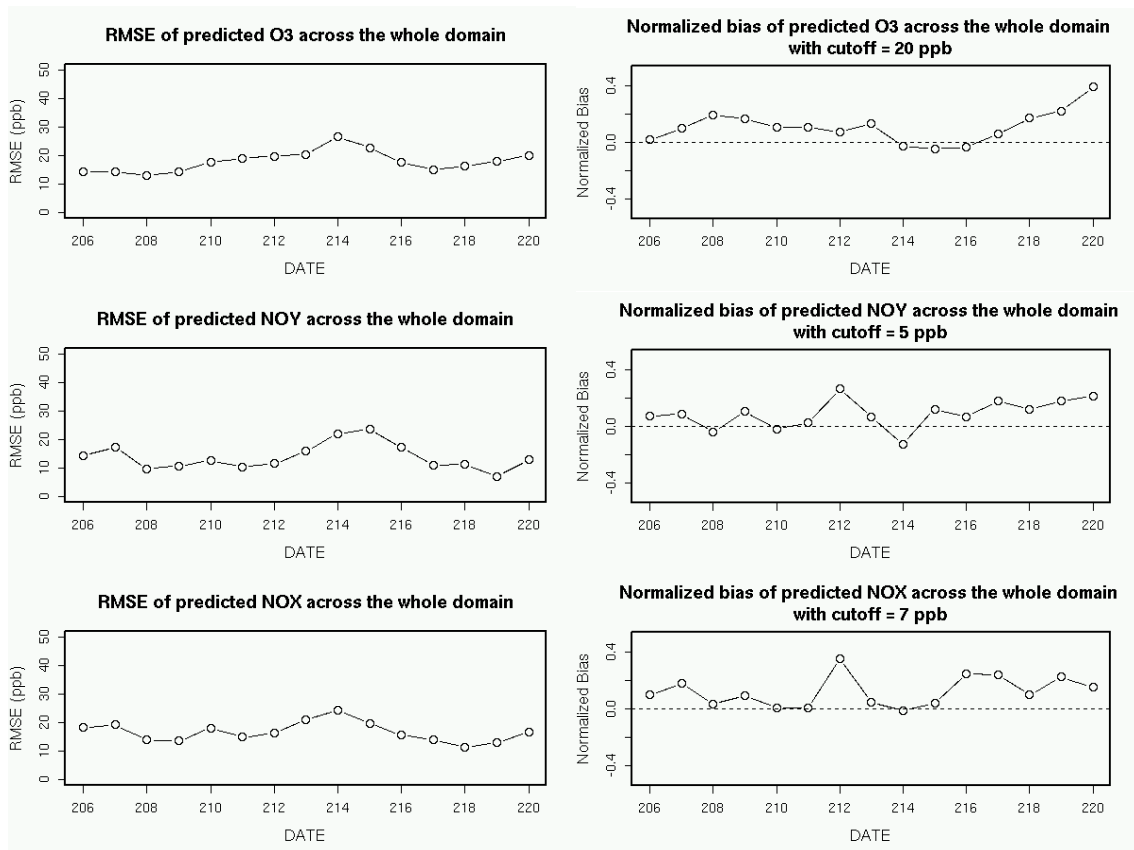 RMSE of predicted O3 across the whole domain
RMSE (ppb)
50
40
30
20
10
0
206 208 210 212 214 216 218 220
DATE
Normalized bias of predicted O3 across the whole domain
with cutoff = 20 ppb
Normalized Bias
0.4
0.0
-0.4
206 208 210 212 214 216 218 220
DATE
RMSE of predicted NOY across the whole domain
RMSE (ppb)
50
40
30
20
10
0
206 208 210 212 214 216 218 220
DATE
Normalized bias of predicted NOY across the whole domain
with cutoff = 5 ppb
Normalized Bias
0.4
0.0
-0.4
206 208 210 212 214 216 218 220
DATE
RMSE of predicted NOX across the whole domain
RMSE (ppb)
50
40
30
20
10
0
206 208 210 212 214 216 218 220
DATE
Normalized bias of predicted NOX across the whole domain
with cutoff = 7 ppb
Normalized Bias
0.4
0.0
-0.4
206 208 210 212 214 216 218 220
DATE